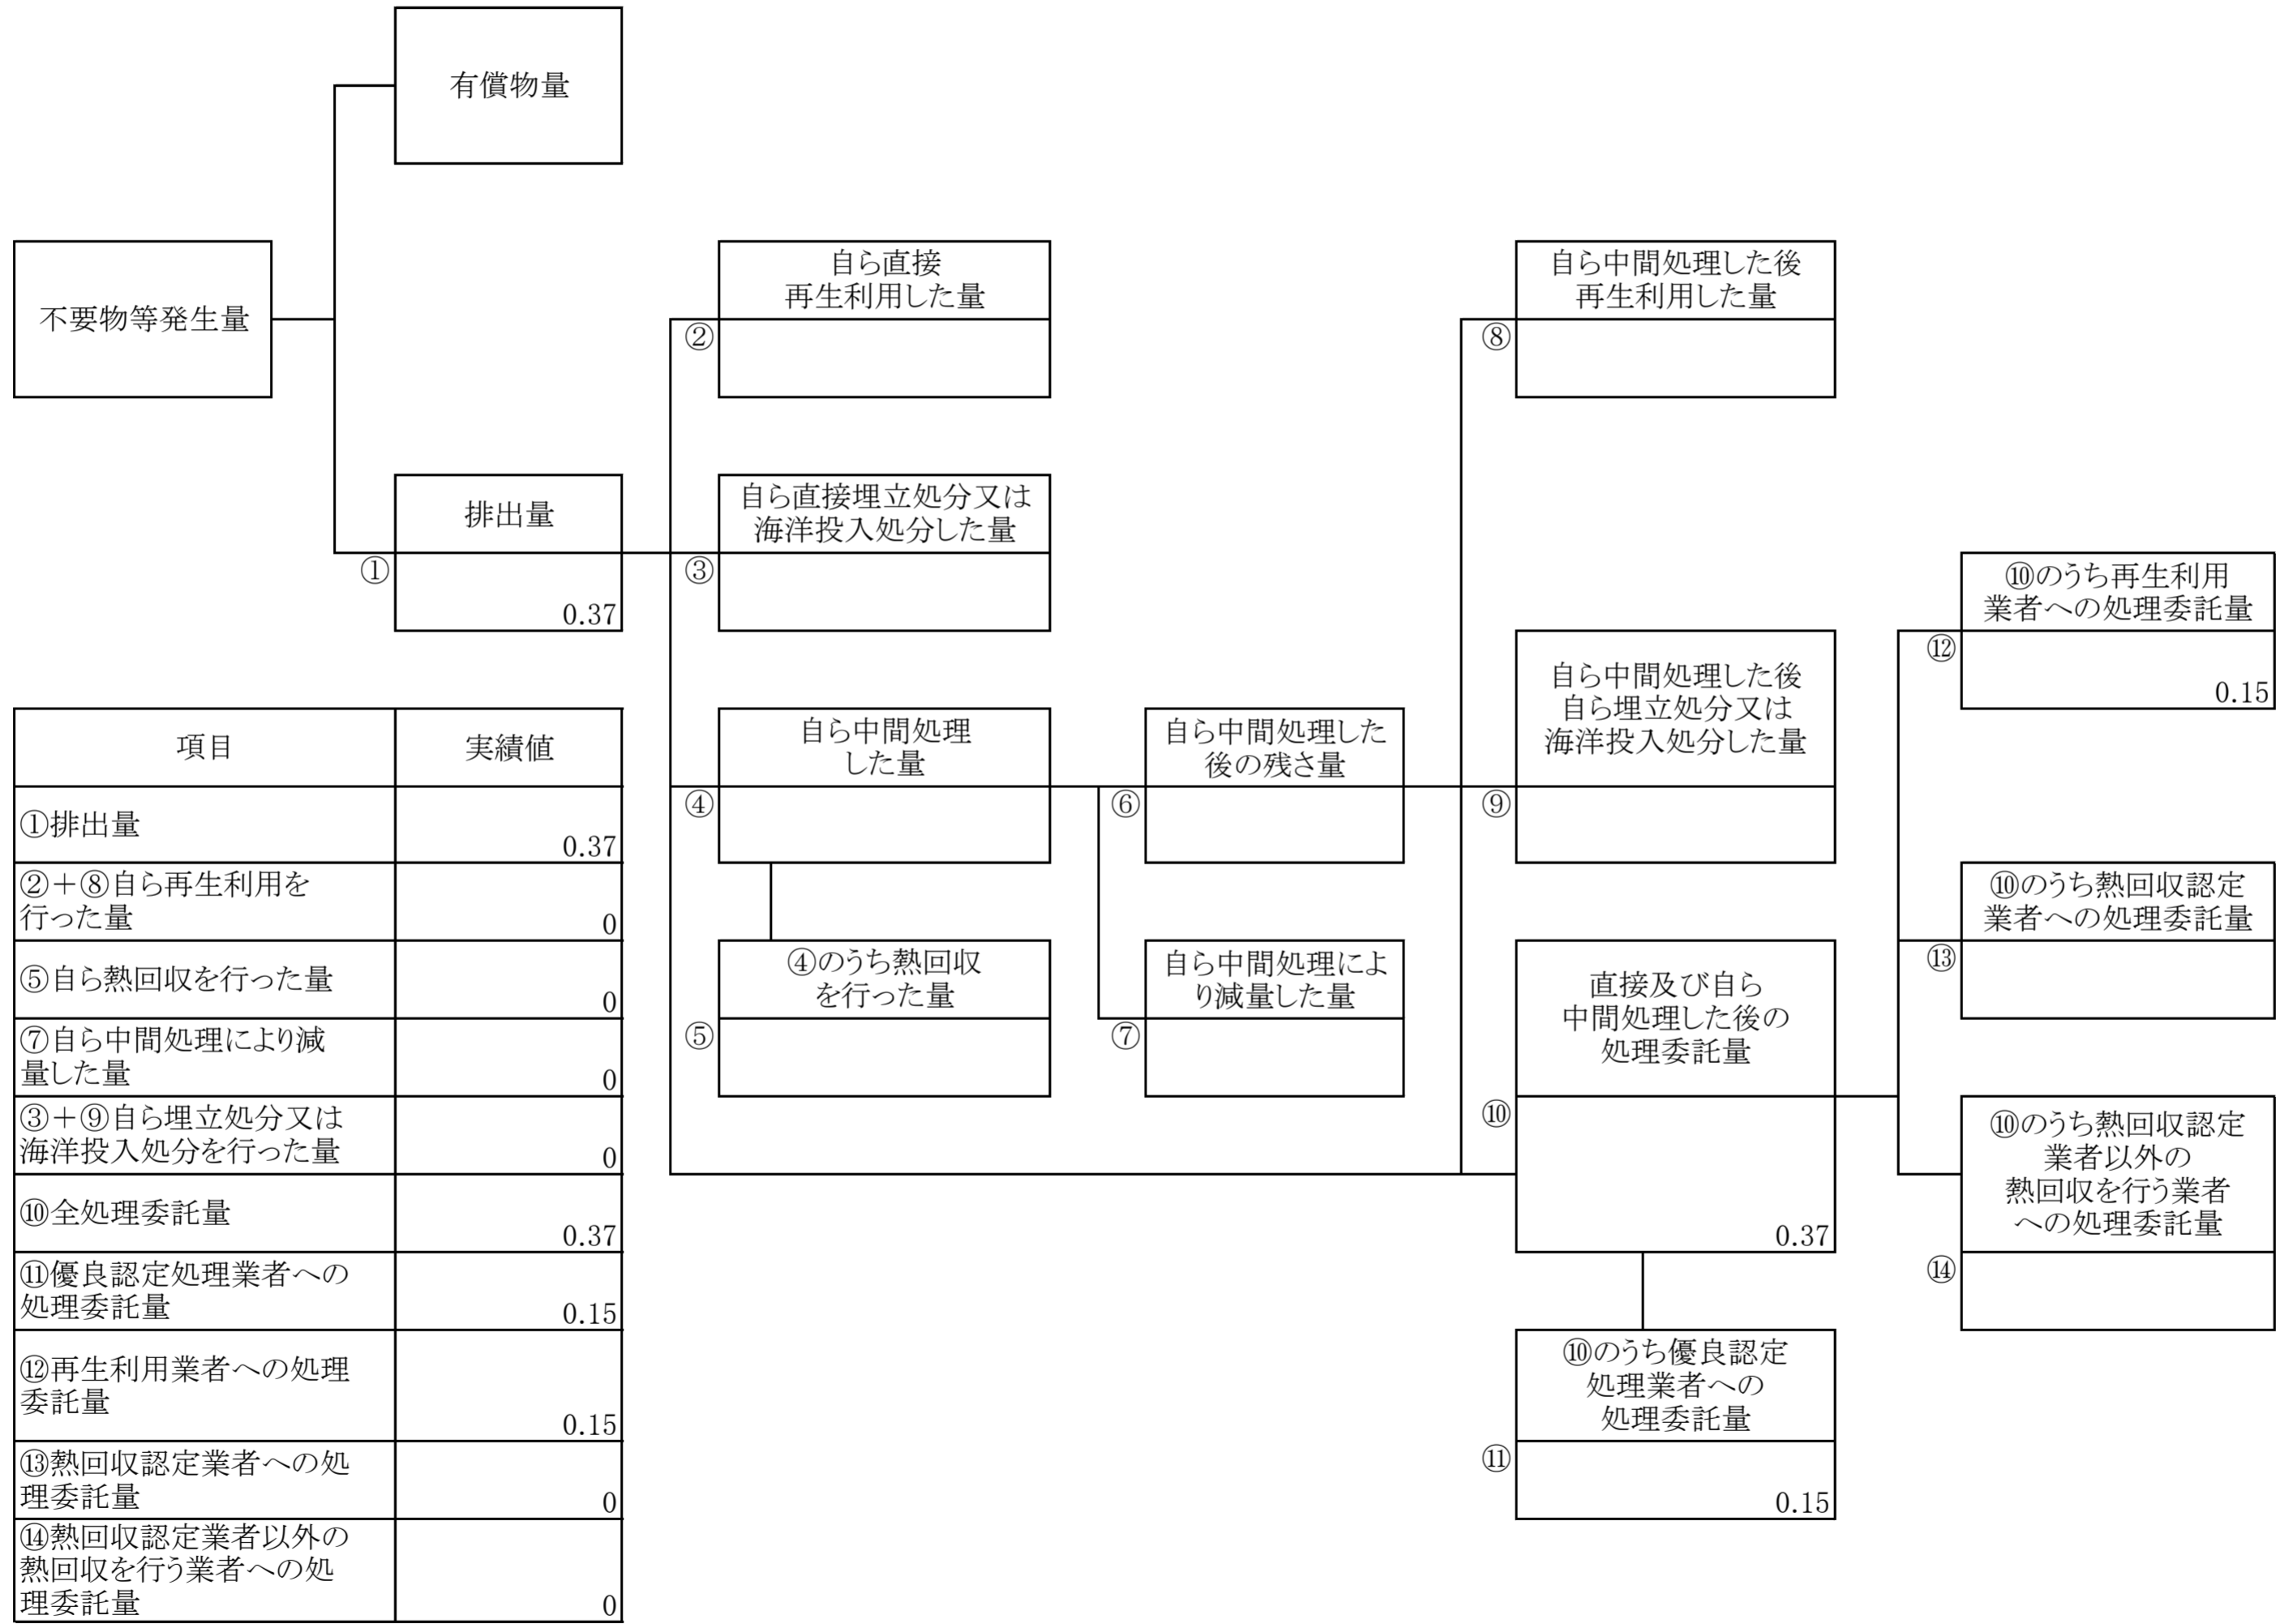 有償物量
不要物等発生量
自ら直接
再生利用した量
②
自ら中間処理した後
再生利用した量
⑧
排出量
①
0.37
自ら直接埋立処分又は
海洋投入処分した量
③
⑩のうち再生利用
業者への処理委託量
⑫
0.15
自ら中間処理
した量
④
自ら中間処理した
後の残さ量
⑥
自ら中間処理した後
自ら埋立処分又は
海洋投入処分した量
⑨
⑩のうち熱回収認定
業者への処理委託量
⑬
④のうち熱回収
を行った量
⑤
自ら中間処理によ
り減量した量
⑦
直接及び自ら
中間処理した後の
処理委託量
⑩
0.37
⑩のうち熱回収認定
業者以外の
熱回収を行う業者
への処理委託量
⑭
⑩のうち優良認定
処理業者への
処理委託量
⑪
0.15
項目
実績値
①排出量
0.37
②＋⑧自ら再生利用を
行った量
0
⑤自ら熱回収を行った量
0
⑦自ら中間処理により減
量した量
0
③＋⑨自ら埋立処分又は
海洋投入処分を行った量
0
⑩全処理委託量
0.37
⑪優良認定処理業者への
処理委託量
0.15
⑫再生利用業者への処理
委託量
0.15
⑬熱回収認定業者への処
理委託量
0
⑭熱回収認定業者以外の
熱回収を行う業者への処
理委託量
0